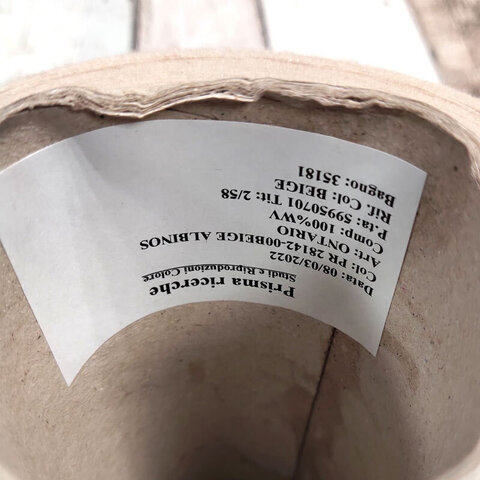 Prisma ricerche
Studi e Riproduzioni Colore
Data: 08/03/2022
Col: PR 28142-00BEIGE ALBINOS
Art: ONTARIO
Comp: 100%WV
P.ta: 59950701 Tit: 2/58
Rif. Col: BEIGE
Bagno: 35181